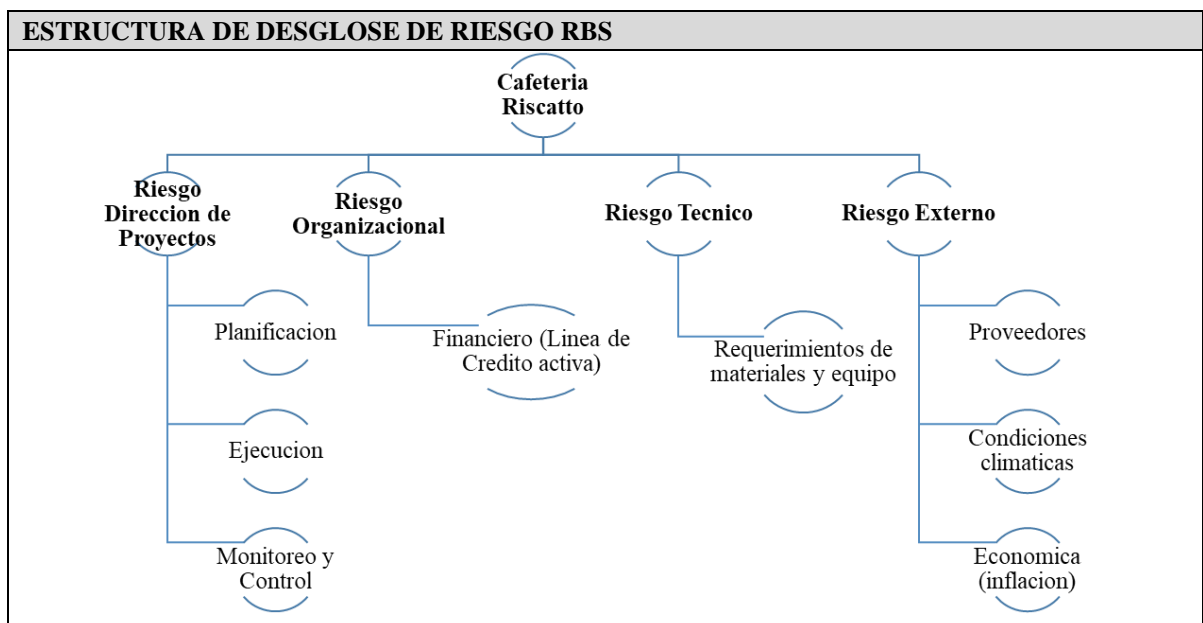 ESTRUCTURA DE DESGLOSE DE RIESGO RBS
Cafeteria
Riscatto
Riesgo
Direccion de
Proyectos
Riesgo
Organizacional
Riesgo Tecnico
Riesgo Externo
Planificacion
Ejecucion
Monitoreo y
Control
Financiero (Linea de
Credito activa)
Requerimientos de
materiales y equipo
Proveedores
Condiciones
climaticas
Economica
(inflacion)